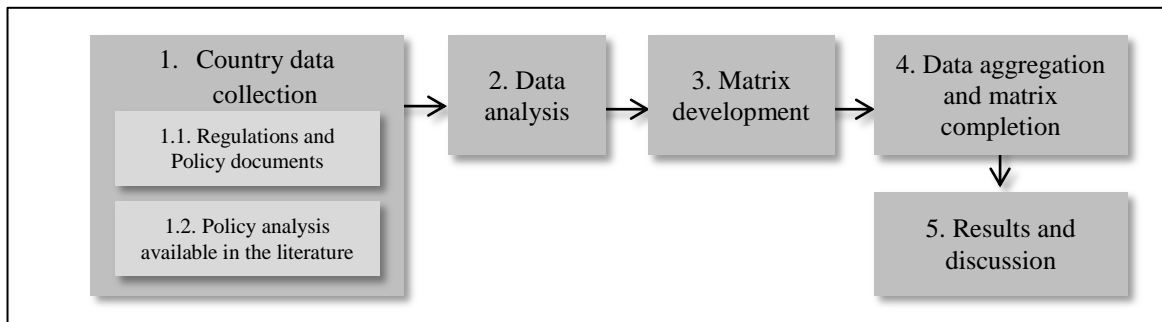 1. Country data
collection
1.1. Regulations and
Policy documents
1.2. Policy analysis
available in the literature
2. Data
analysis
3. Matrix
development
4. Data aggregation
and matrix
completion
5. Results and
discussion